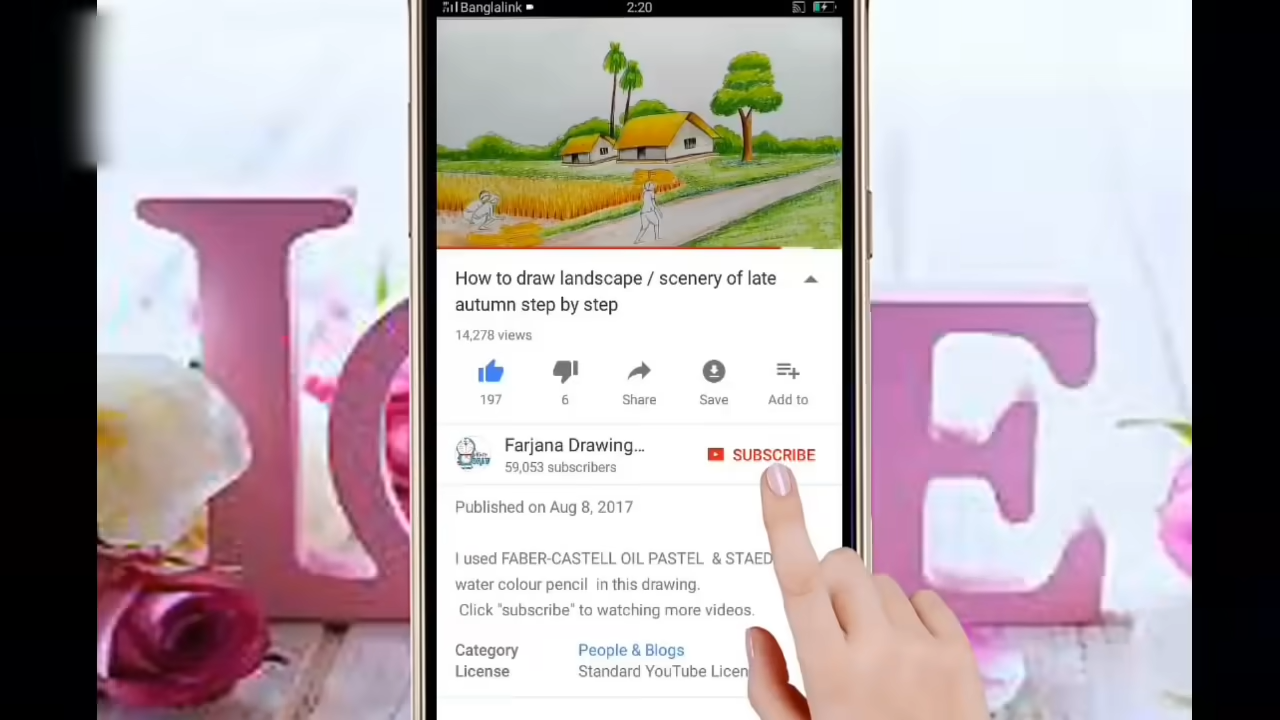 Banglalink
2:20
How to draw landscape / scenery of late
autumn step by step
14,278 views
197
6
Share
Save
Add to
Farjana Drawing...
59,053 subscribers
SUBSCRIBE
Published on Aug 8, 2017
I used FABER-CASTELL OIL PASTEL & STAED
water colour pencil in this drawing.
Click "subscribe" to watching more videos.
Category
People & Blogs
License
Standard YouTube Licen